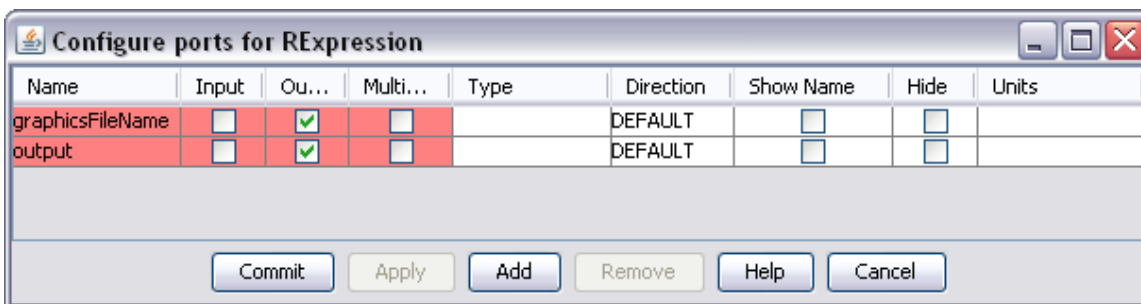 Configure ports for RExpression
Name Input Ou... Multi... Type Direction Show Name Hide Units
graphicsFileName DEFAULT
output DEFAULT
Commit Apply Add Remove Help Cancel